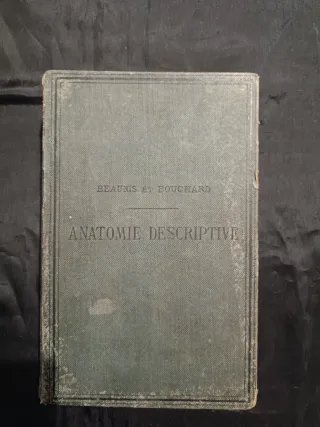 BEAUNIS ET BOUCHARD
ANATOMIE DESCRIPTIVE